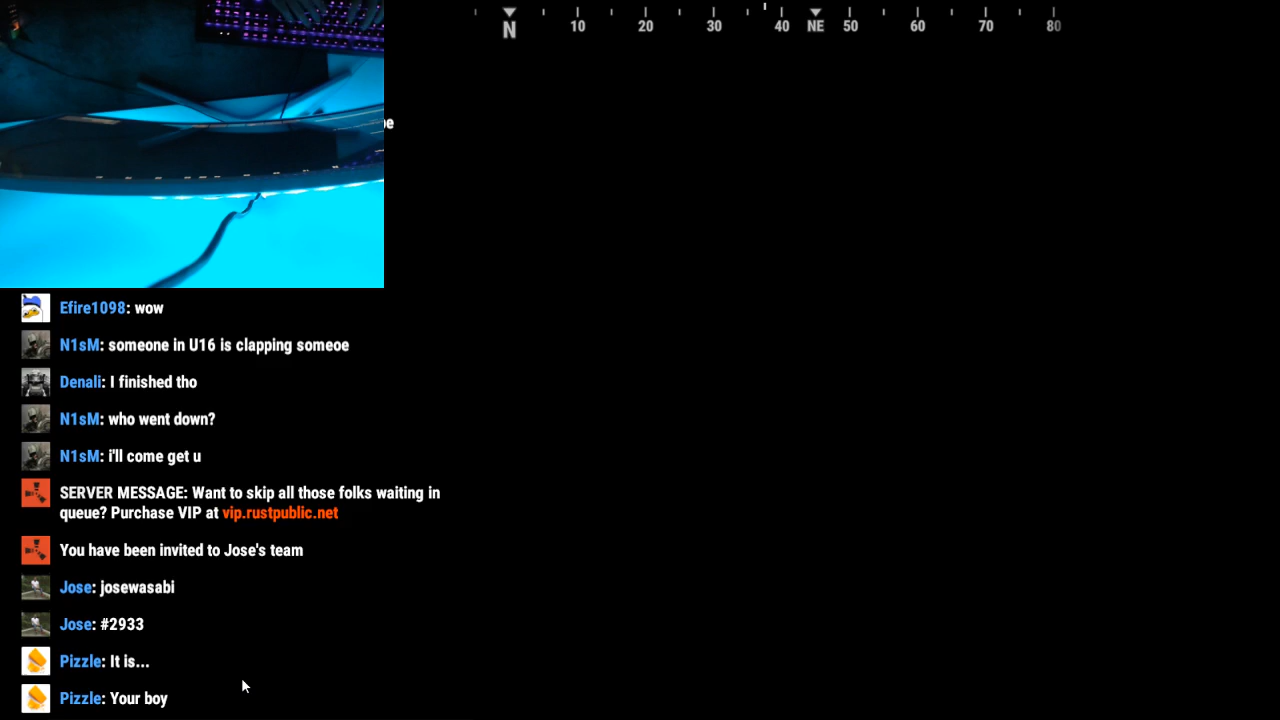 N 10 20 30 40 NE 50 60 70 80
Efire1098: wow
N1sM: someone in U16 is clapping someoe
Denali: I finished tho
N1sM: who went down?
N1sM: i'll come get u
SERVER MESSAGE: Want to skip all those folks waiting in
queue? Purchase VIP at vip.rustpublic.net
You have been invited to Jose's team
Jose: josewasabi
Jose: #2933
Pizzle: It is...
Pizzle: Your boy